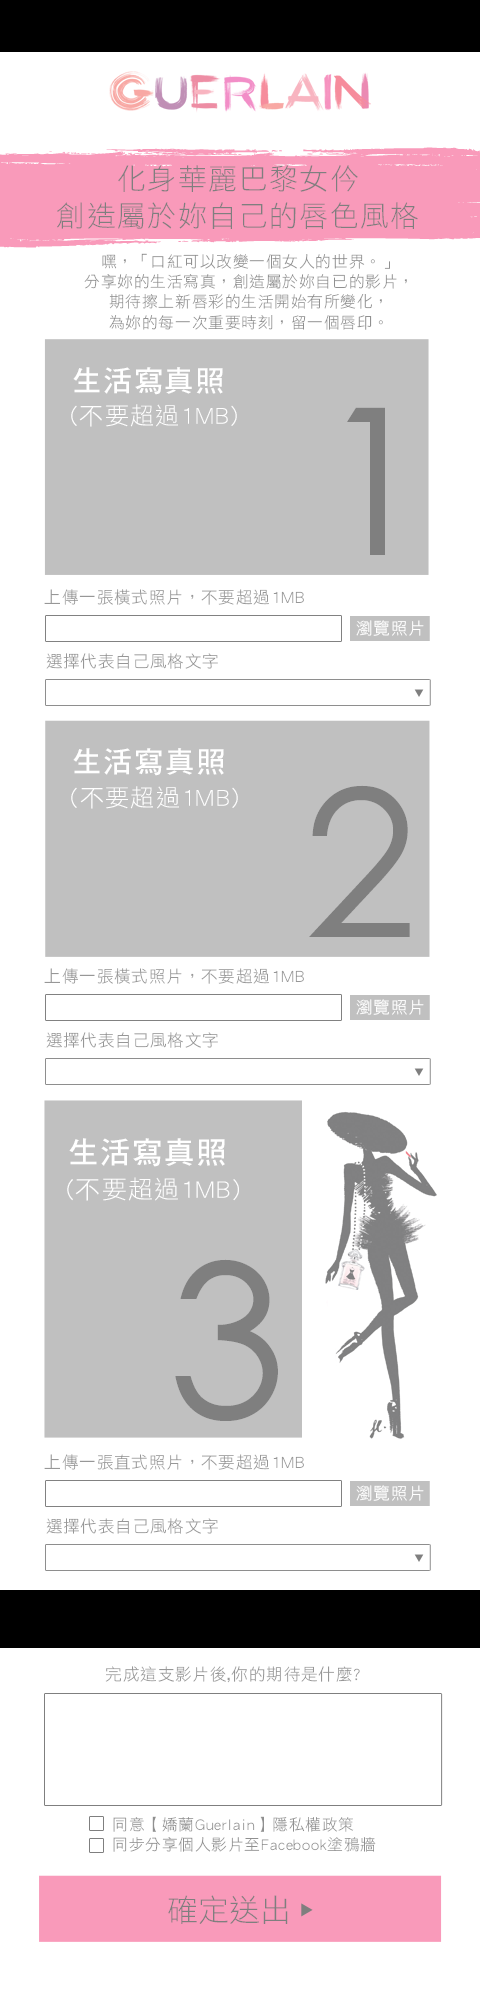 GUERLAIN
化身華麗巴黎女伶
創造屬於妳自己的唇色風格
嘿，「口紅可以改變一個女人的世界。」
分享妳的生活寫真，創造屬於妳自己的影片，
期待擦上新唇彩的生活開始有所變化，
為妳的每一次重要時刻，留一個唇印。
生活寫真照
(不要超過1MB)
1
上傳一張橫式照片，不要超過1MB
瀏覽照片
選擇代表自己風格文字
生活寫真照
(不要超過1MB)
2
上傳一張橫式照片，不要超過1MB
瀏覽照片
選擇代表自己風格文字
生活寫真照
(不要超過1MB)
3
上傳一張直式照片，不要超過1MB
瀏覽照片
選擇代表自己風格文字
完成這支影片後,你的期待是什麼?
同意【嬌蘭Guerlain】隱私權政策
同步分享個人影片至Facebook塗鴉牆
確定送出